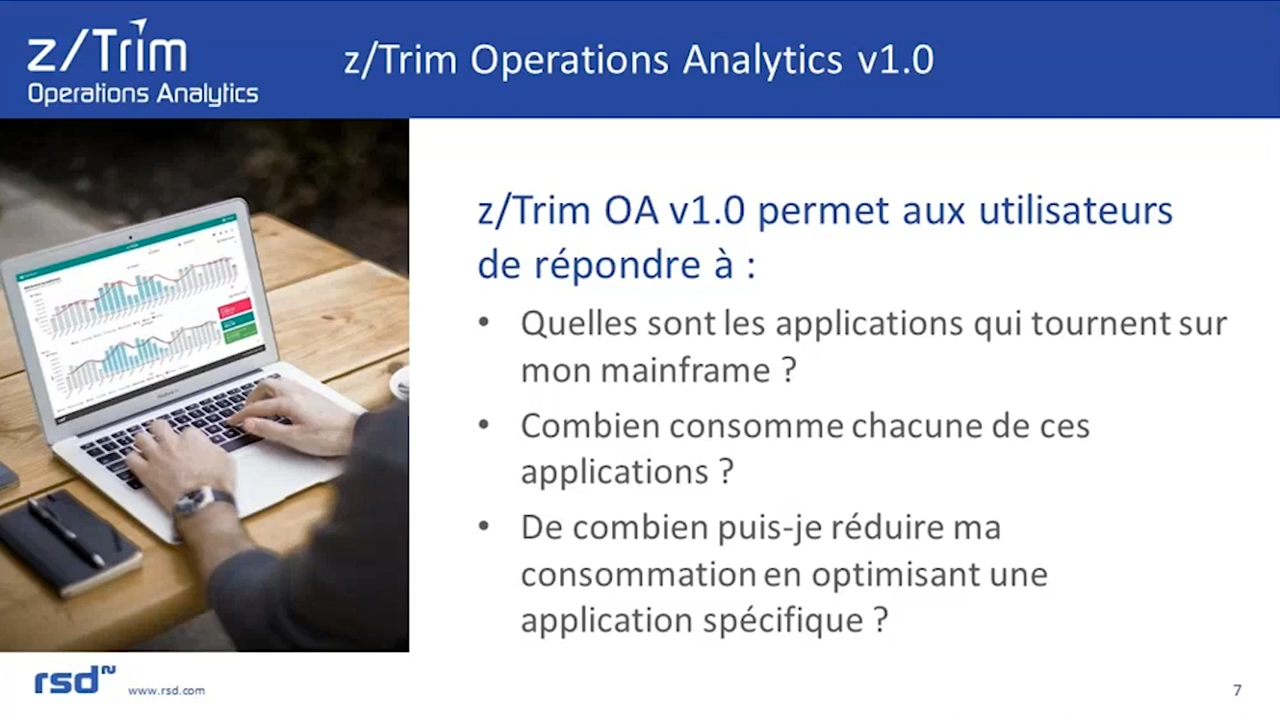 z/Trim
Operations Analytics
z/Trim Operations Analytics v1.0
z/Trim OA v1.0 permet aux utilisateurs
de répondre à :
• Quelles sont les applications qui tournent sur
mon mainframe ?
• Combien consomme chacune de ces
applications ?
• De combien puis-je réduire ma
consommation en optimisant une
application spécifique ?
rsd
www.rsd.com
7